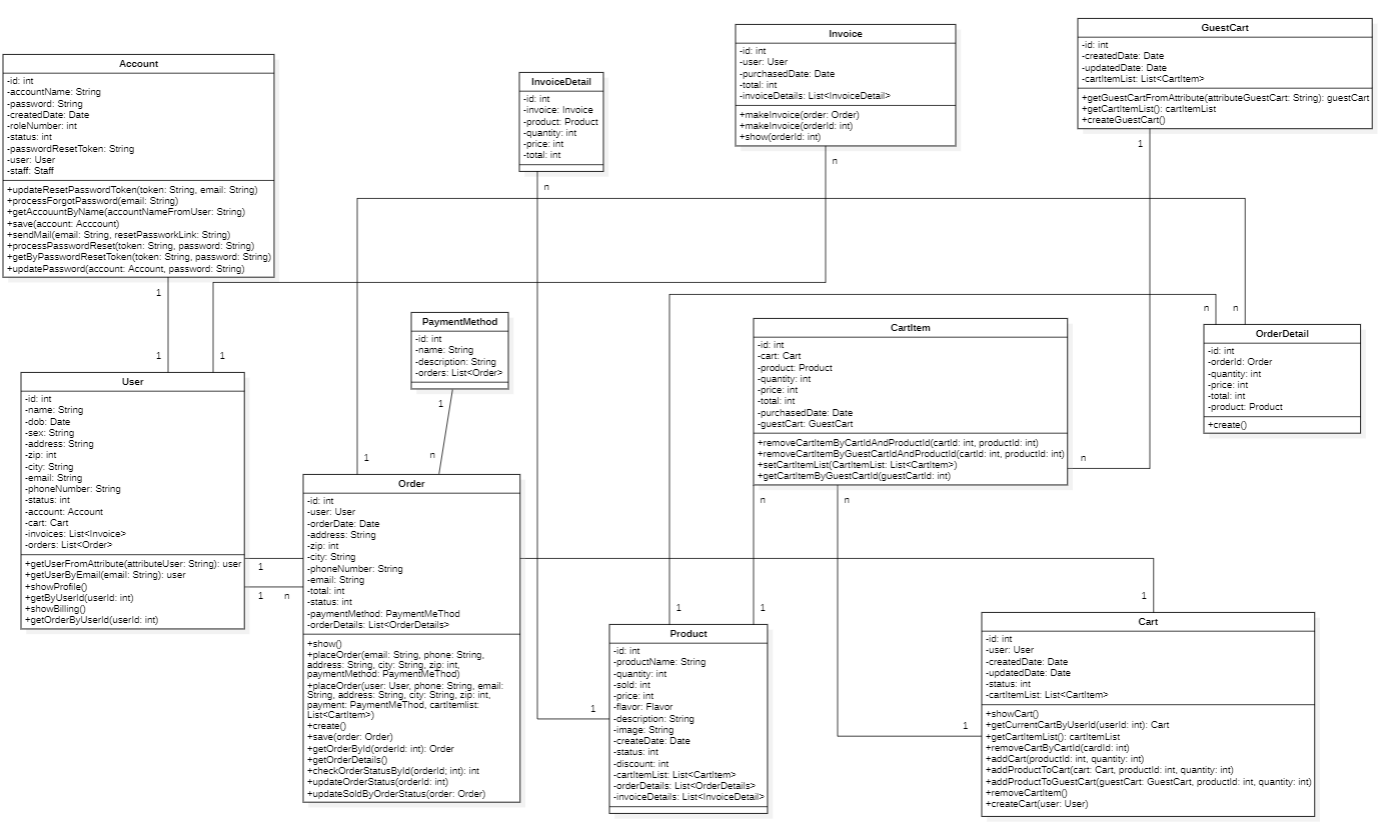 Account
-id: int
-accountName: String
-password: String
-createdDate: Date
-roleNumber: int
-status: int
-passwordResetToken: String
-user: User
-staff: Staff
+updateResetPasswordToken(token: String, email: String)
+processForgotPassword(email: String)
+getAccouuntByName(accountNameFromUser: String)
+save(account: Acccount)
+sendMail(email: String, resetPassworkLink: String)
+processPasswordReset(token: String, password: String)
+getByPasswordResetToken(token: String, password: String)
+updatePassword(account: Account, password: String)
InvoiceDetail
-id: int
-invoice: Invoice
-product: Product
-quantity: int
-price: int
-total: int
Invoice
-id: int
-user: User
-purchasedDate: Date
-total: int
-invoiceDetails: List<InvoiceDetail>
+makeInvoice(order: Order)
+makeInvoice(orderId: int)
+show(orderId: int)
GuestCart
-id: int
-createdDate: Date
-updatedDate: Date
-cartItemList: List<CartItem>
+getGuestCartFromAttribute(attributeGuestCart: String): guestCart
+getCartItemList(): cartItemList
+createGuestCart()
1
n
n
1
1
1
n
n
PaymentMethod
-id: int
-name: String
-description: String
-orders: List<Order>
1
n
1
CartItem
-id: int
-cart: Cart
-product: Product
-quantity: int
-price: int
-total: int
-purchasedDate: Date
-guestCart: GuestCart
+removeCartItemByCartIdAndProductId(cartId: int, productId: int)
+removeCartItemByGuestCartIdAndProductId(cartId: int, productId: int)
+setCartItemList(CartItemList: List<CartItem>)
+getCartItemByGuestCartId(guestCartId: int)
n
n
n
OrderDetail
-id: int
-orderId: Order
-quantity: int
-price: int
-total: int
-product: Product
+create()
User
-id: int
-name: String
-dob: Date
-sex: String
-address: String
-zip: int
-city: String
-email: String
-phoneNumber: String
-status: int
-account: Account
-cart: Cart
-invoices: List<Invoice>
-orders: List<Order>
+getUserFromAttribute(attributeUser: String): user
+getUserByEmail(email: String): user
+showProfile()
+getByUserId(userId: int)
+showBilling()
+getOrderByUserId(userId: int)
1
1
n
Order
-id: int
-user: User
-orderDate: Date
-address: String
-zip: int
-city: String
-phoneNumber: String
-email: String
-total: int
-status: int
-paymentMethod: PaymentMeThod
-orderDetails: List<OrderDetails>
+show()
+placeOrder(email: String, phone: String,
address: String, city: String, zip: int,
paymentMethod: PaymentMeThod)
+placeOrder(user: User, phone: String, email:
String, address: String, city: String, zip: int,
payment: PaymentMeThod, cartitemlist:
List<CartItem>)
+create()
+save(order: Order)
+getOrderById(orderId: int): Order
+getOrderDetails()
+checkOrderStatusById(orderId; int): int
+updateOrderStatus(orderId: int)
+updateSoldByOrderStatus(order: Order)
1
1
1
Product
-id: int
-productName: String
-quantity: int
-sold: int
-price: int
-flavor: Flavor
-description: String
-image: String
-createDate: Date
-status: int
-discount: int
-cartItemList: List<CartItem>
-orderDetails: List<OrderDetails>
-invoiceDetails: List<InvoiceDetail>
1
1
Cart
-id: int
-user: User
-createdDate: Date
-updatedDate: Date
-status: int
-cartItemList: List<CartItem>
+showCart()
+getCurrentCartByUserId(userId: int): Cart
+getCartItemList(): cartItemList
+removeCartByCartId(cardId: int)
+addCart(productId: int, quantity: int)
+addProductToCart(cart: Cart, productId: int, quantity: int)
+addProductToGuestCart(guestCart: GuestCart, productId: int, quantity: int)
+removeCartItem()
+createCart(user: User)